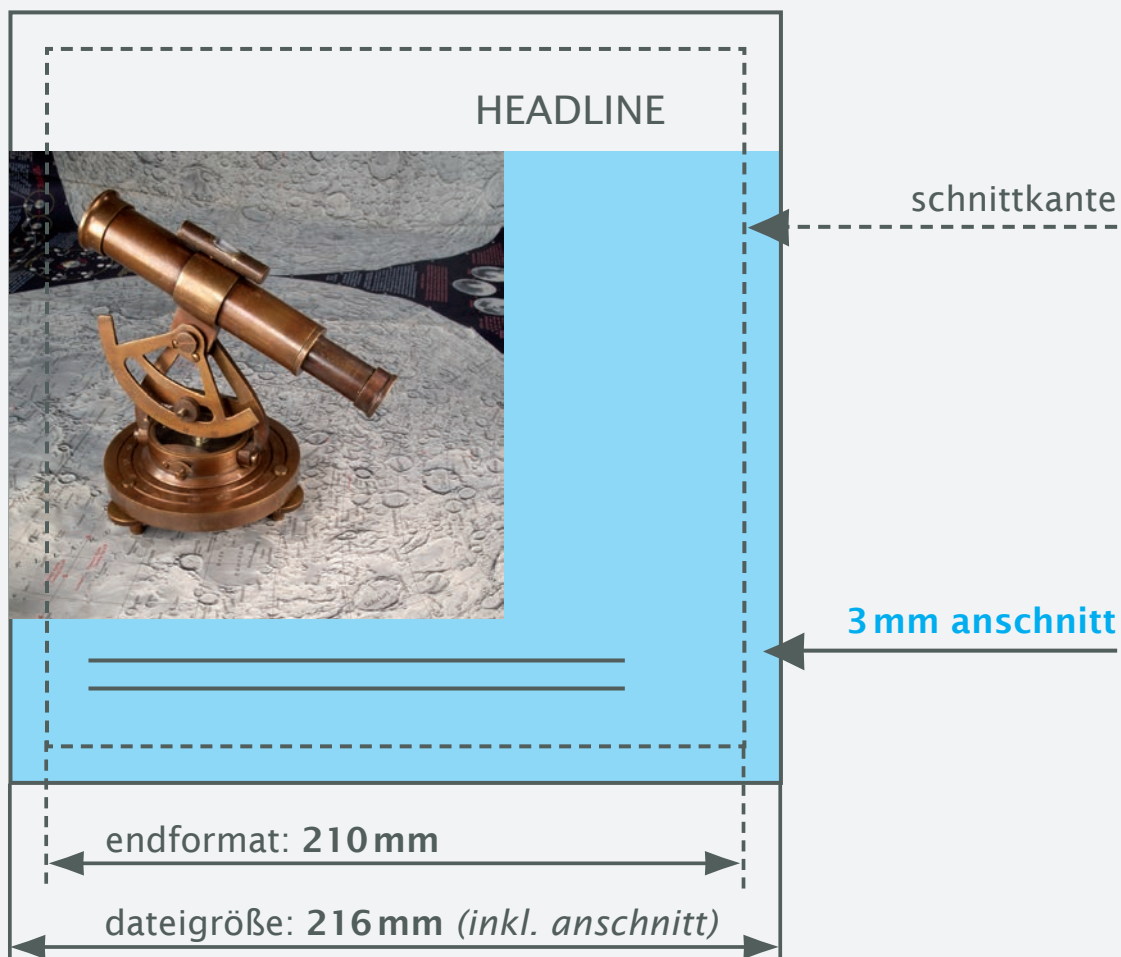 HEADLINE
schnittkante
3 mm anschnitt
endformat: 210 mm
dateigröße: 216 mm (inkl. anschnitt)